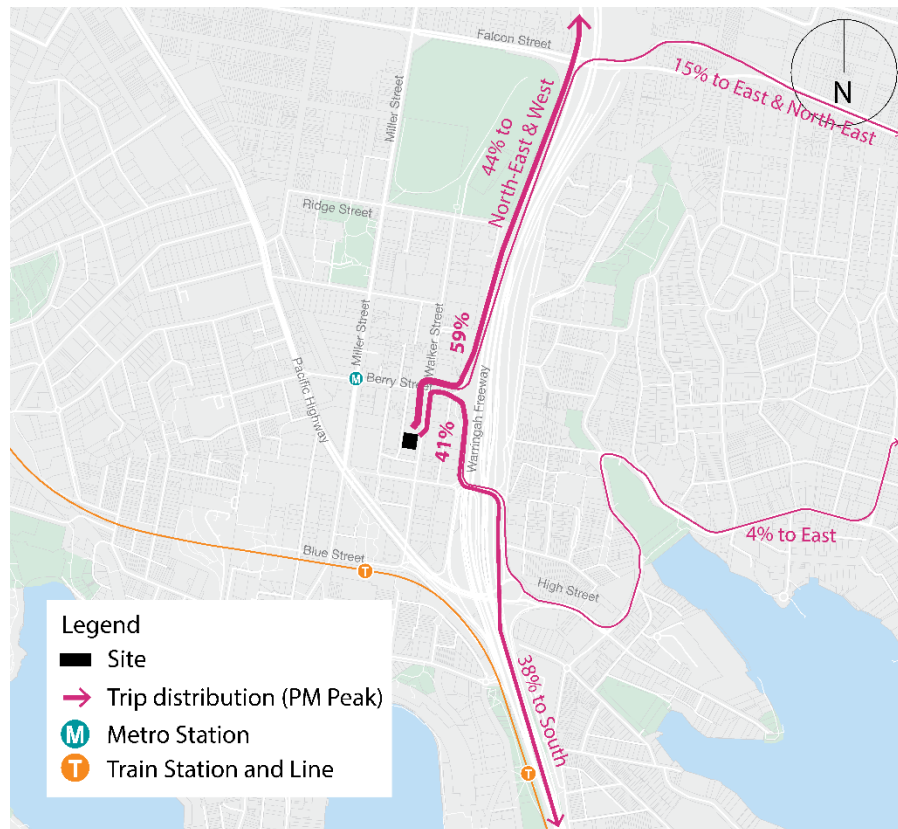 Falcon Street
15% to East & North-East
N
Miller Street
44% to
North-East & West
Ridge Street
Miller Street
Walker Street
59%
Pacific Highway
M
Berry Street
Warringah Freeway
41%
4% to East
Blue Street
T
High Street
38% to South
T
Legend
Site
Trip distribution (PM Peak)
M Metro Station
T Train Station and Line